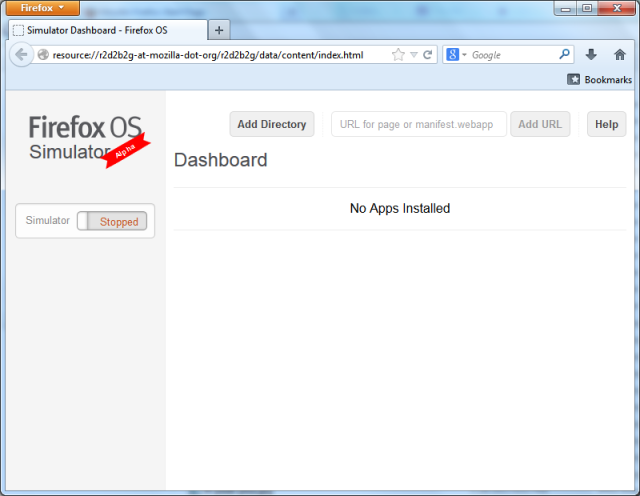 Firefox
Simulator Dashboard - Firefox OS
resource://r2d2b2g-at-mozilla-dot-org/r2d2b2g/data/content/index.html
Google
Bookmarks
Firefox OS
Simulator
Alpha
Add Directory
URL for page or manifest.webapp
Add URL
Help
Dashboard
Simulator
Stopped
No Apps Installed